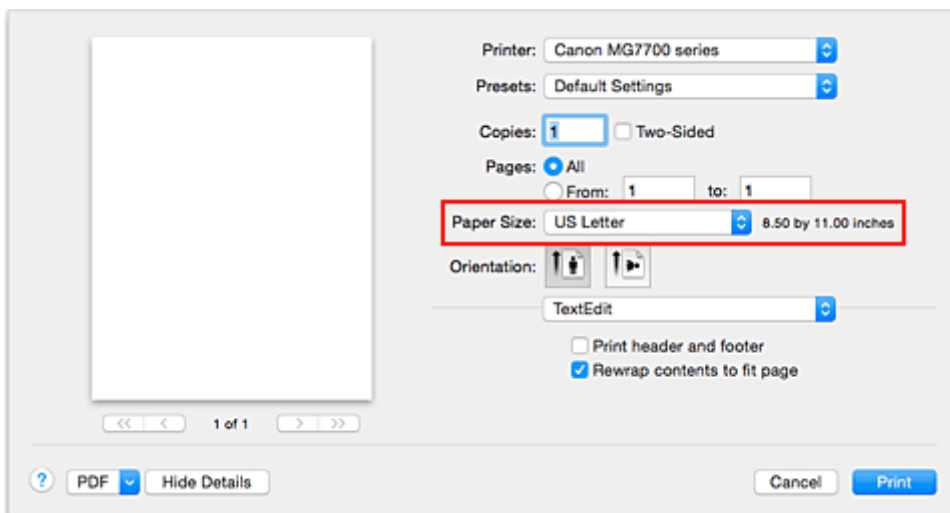 Printer: Canon MG7700 series
Presets: Default Settings
Copies: 1 Two-Sided
Pages: All
From: 1 to: 1
Paper Size: US Letter 8.50 by 11.00 inches
Orientation:
TextEdit
Print header and footer
Rewrap contents to fit page
<< < 1 of 1 > >>
? PDF Hide Details Cancel Print